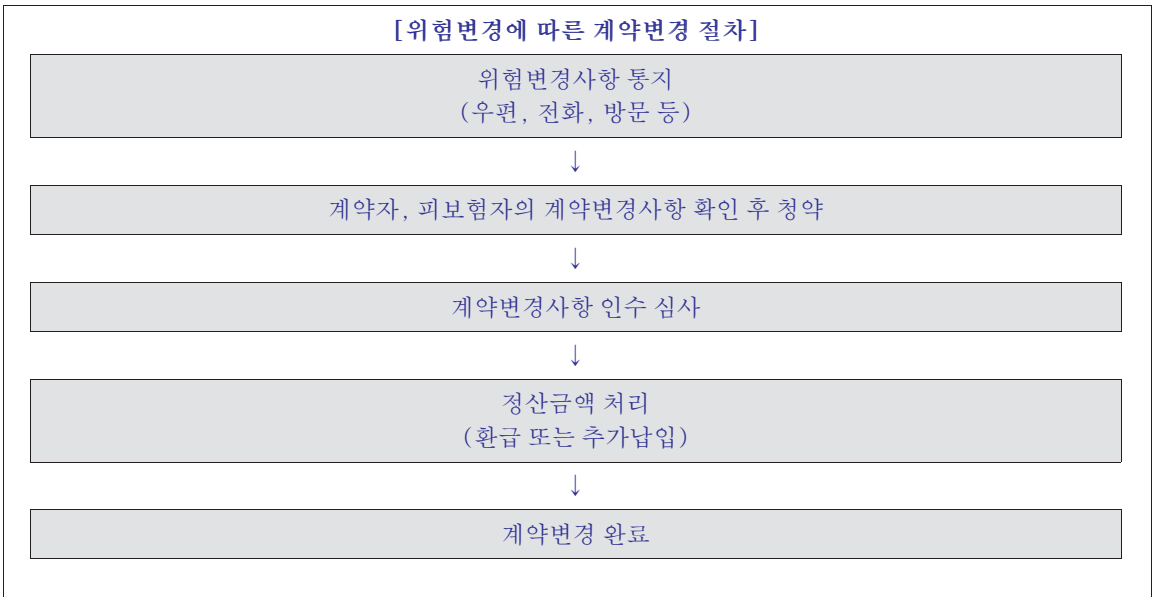 [위험변경에 따른 계약변경 절차]
위험변경사항 통지
(우편, 전화, 방문 등)
↓
계약자, 피보험자의 계약변경사항 확인 후 청약
↓
계약변경사항 인수 심사
↓
정산금액 처리
(환급 또는 추가납입)
↓
계약변경 완료